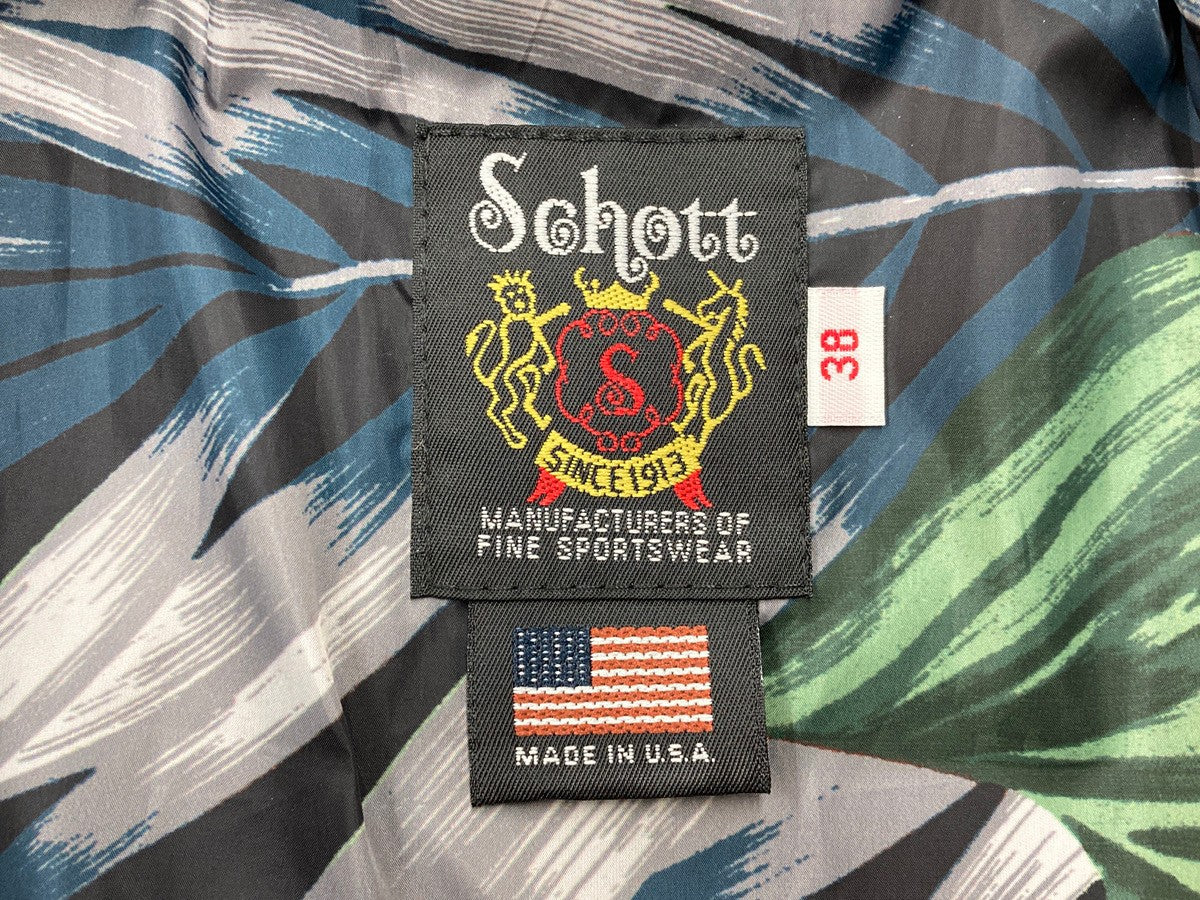 Schott
S
SINCE 1913
MANUFACTURERS OF
FINE SPORTSWEAR
38
MADE IN U.S.A.